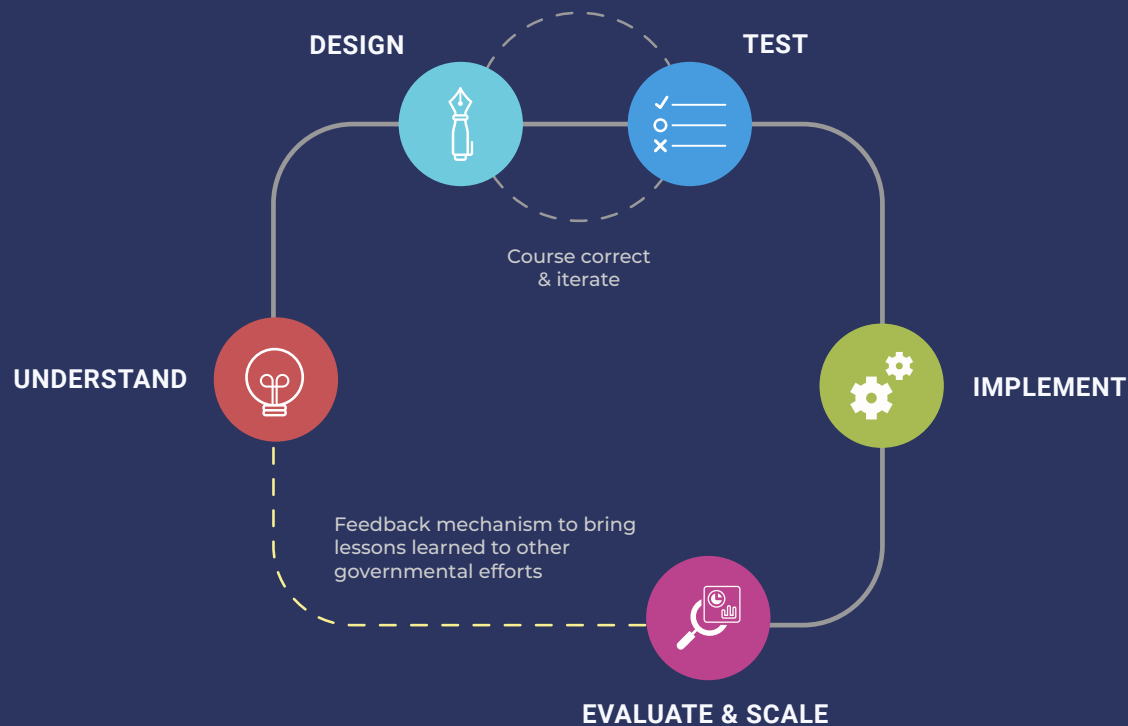 DESIGN
TEST
Course correct
& iterate
UNDERSTAND
IMPLEMENT
Feedback mechanism to bring
lessons learned to other
governmental efforts
EVALUATE & SCALE